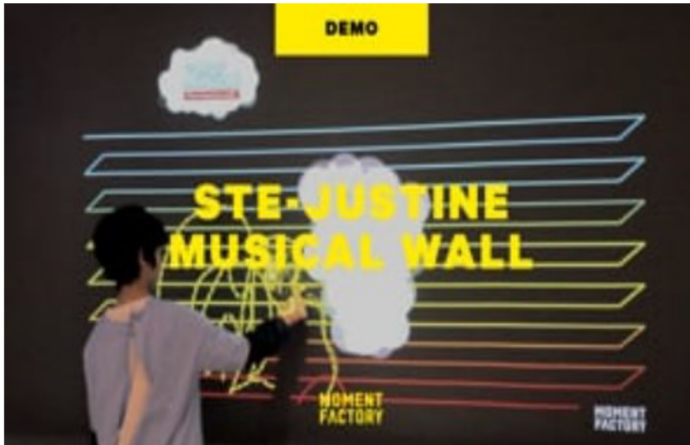 DEMO
STE-JUSTINE
MUSICAL WALL
MOMENT
FACTORY
MOMENT
FACTORY